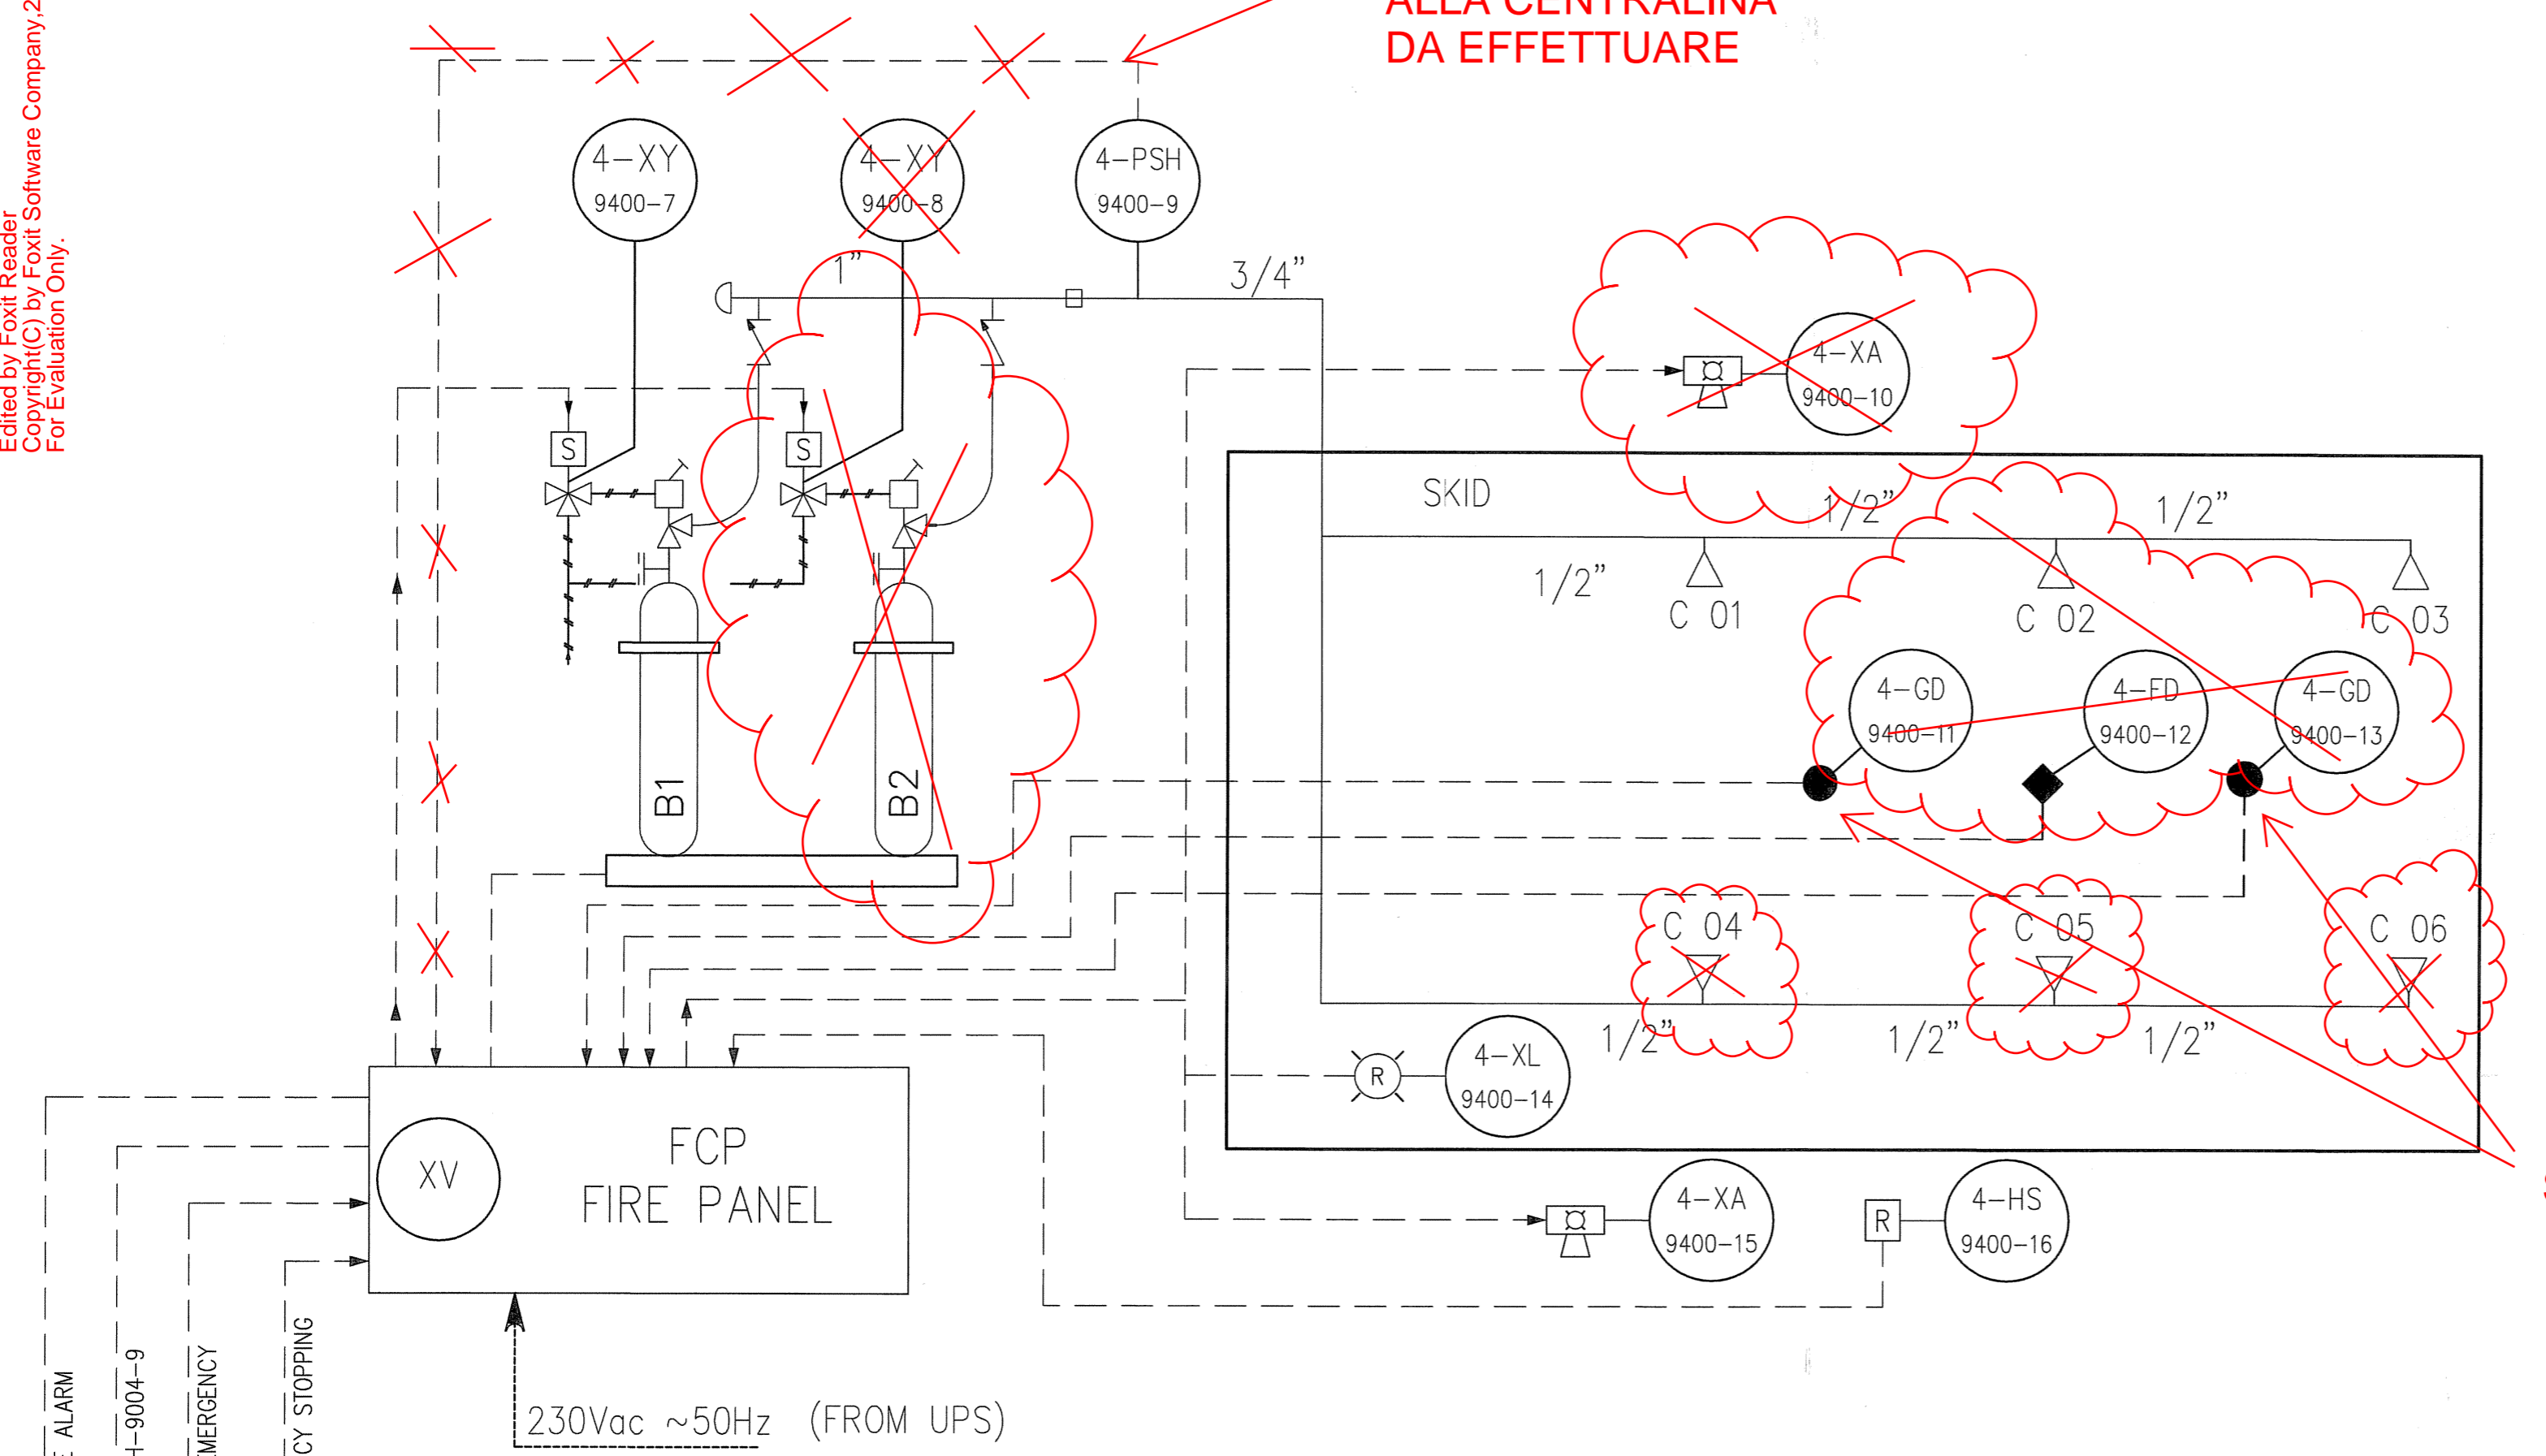 Edited by Foxit Reader
Copyright(C) by Foxit Software Company,2
For Evaluation Only.
ALLA CENTRALINA
DA EFFETTUARE
4-XY
9400-7
4-XY
9400-8
4-PSH
9400-9
1"
3/4"
4-XA
9400-10
S
S
SKID
1/2"
1/2"
1/2"
C 01
C 02
C 03
4-GD
9400-11
4-FD
9400-12
4-GD
9400-13
B1
B2
C 04
C 05
C 06
1/2"
1/2"
1/2"
R
4-XL
9400-14
XV
FCP
FIRE PANEL
4-XA
9400-15
R
4-HS
9400-16
ALARM
H-9004-9
EMERGENCY
CY STOPPING
230Vac ~50Hz (FROM UPS)